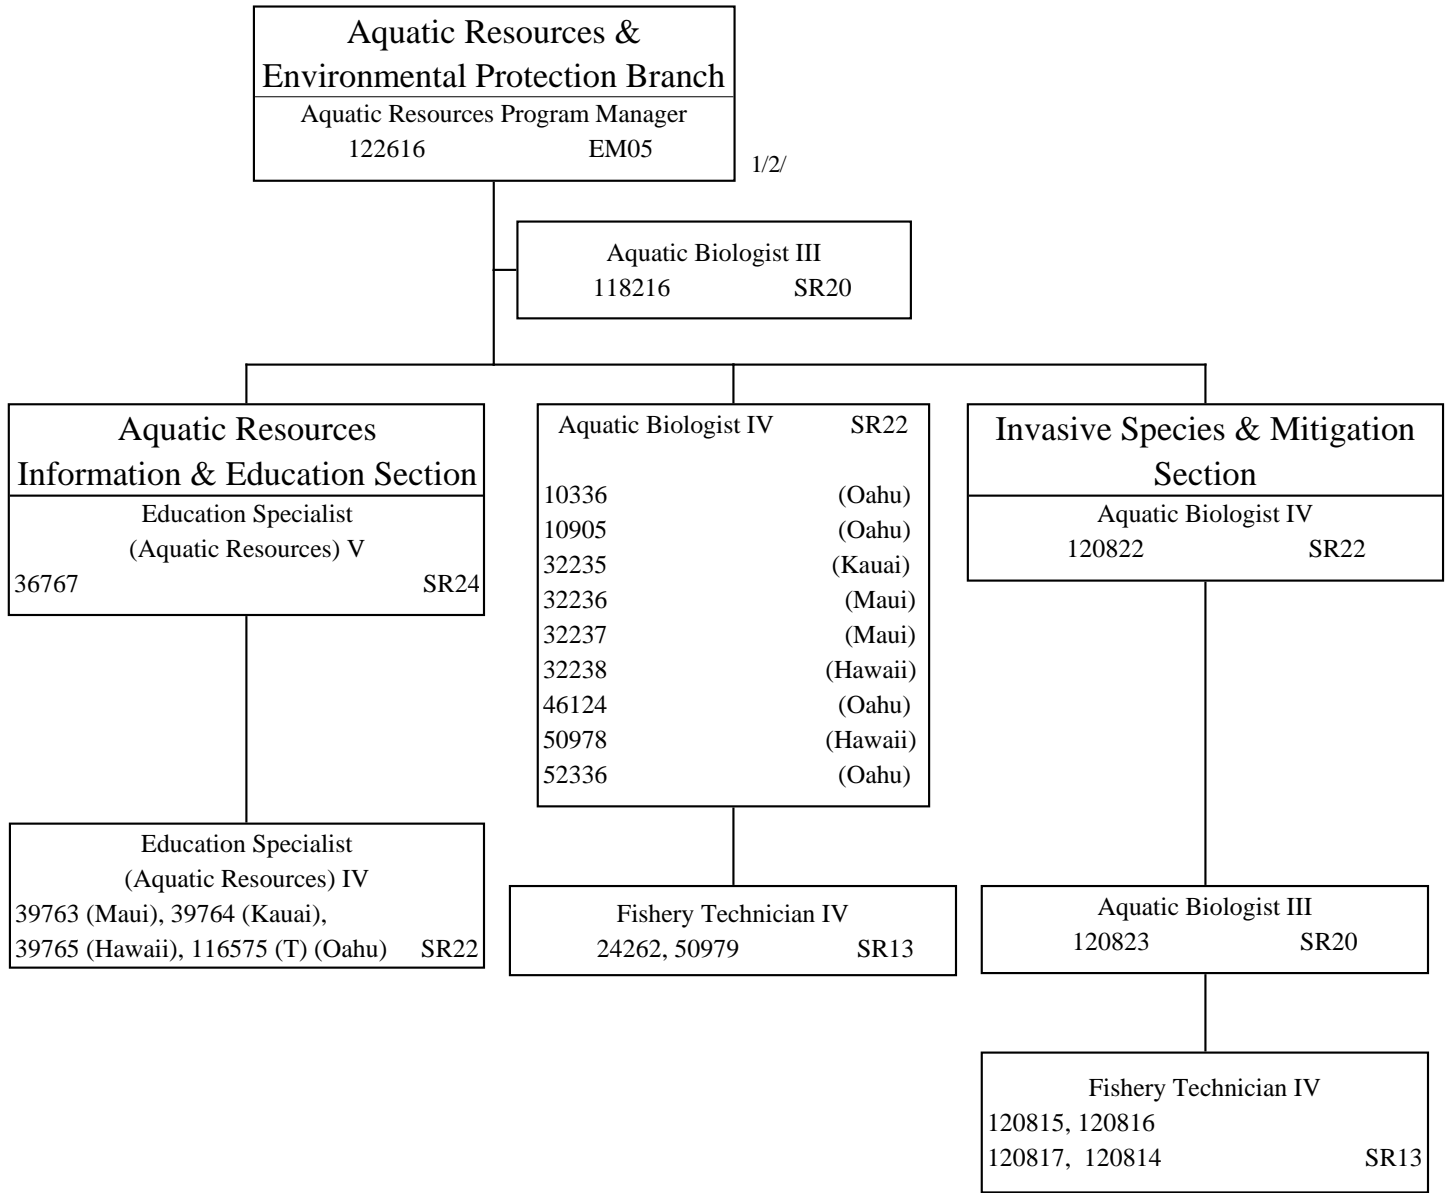 Aquatic Resources &
Environmental Protection Branch
Aquatic Resources Program Manager
122616 EM05
1/2/
Aquatic Biologist III
118216 SR20
Aquatic Resources
Information & Education Section
Education Specialist
(Aquatic Resources) V
36767 SR24
Education Specialist
(Aquatic Resources) IV
39763 (Maui), 39764 (Kauai),
39765 (Hawaii), 116575 (T) (Oahu) SR22
Aquatic Biologist IV SR22
10336 (Oahu)
10905 (Oahu)
32235 (Kauai)
32236 (Maui)
32237 (Maui)
32238 (Hawaii)
46124 (Oahu)
50978 (Hawaii)
52336 (Oahu)
Fishery Technician IV
24262, 50979 SR13
Invasive Species & Mitigation
Section
Aquatic Biologist IV
120822 SR22
Aquatic Biologist III
120823 SR20
Fishery Technician IV
120815, 120816
120817, 120814 SR13